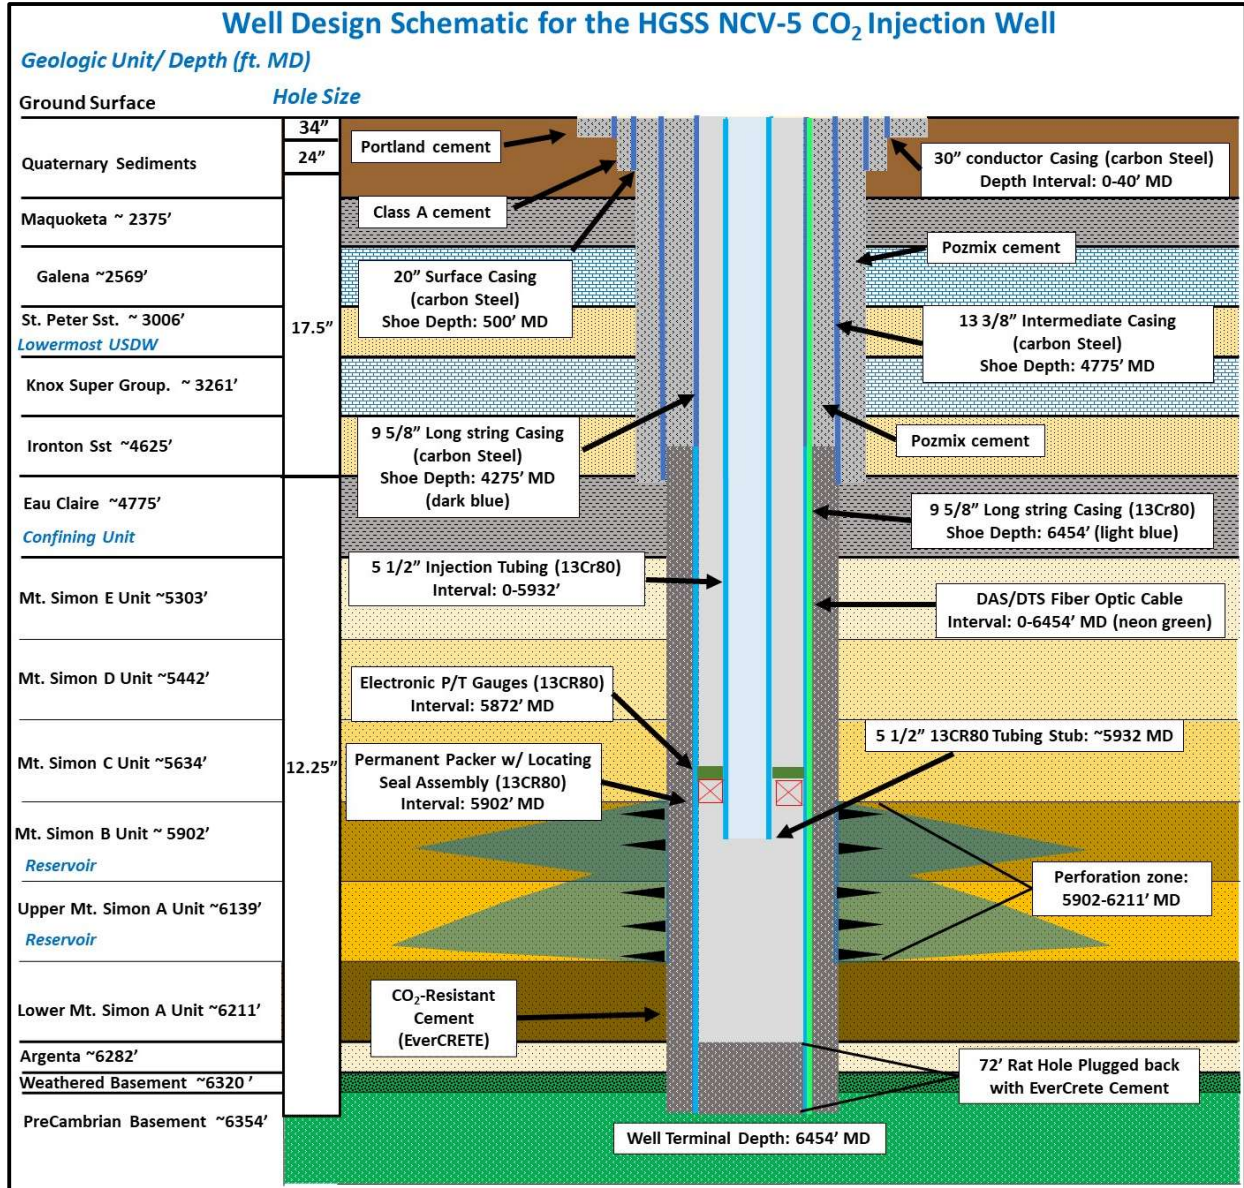 Well Design Schematic for the HGSS NCV-5 CO₂ Injection Well
Geologic Unit/ Depth (ft. MD)
Hole Size
Ground Surface
Quaternary Sediments
Maquoketa ~ 2375’
Galena ~2569’
St. Peter Sst. ~ 3006’
Lowermost USDW
Knox Super Group. ~ 3261’
Ironton Sst ~4625’
Eau Claire ~4775’
Confining Unit
Mt. Simon E Unit ~5303’
Mt. Simon D Unit ~5442’
Mt. Simon C Unit ~5634’
Mt. Simon B Unit ~ 5902’
Reservoir
Upper Mt. Simon A Unit ~6139’
Reservoir
Lower Mt. Simon A Unit ~6211’
Argenta ~6282’
Weathered Basement ~6320 ’
PreCambrian Basement ~6354’
34”
24”
17.5”
12.25”
Portland cement
Class A cement
20” Surface Casing
(carbon Steel)
Shoe Depth: 500’ MD
9 5/8” Long string Casing
(carbon Steel)
Shoe Depth: 4275’ MD
(dark blue)
5 1/2” Injection Tubing (13Cr80)
Interval: 0-5932’
Electronic P/T Gauges (13CR80)
Interval: 5872’ MD
Permanent Packer w/ Locating
Seal Assembly (13CR80)
Interval: 5902’ MD
CO₂-Resistant
Cement
(EverCRETE)
30” conductor Casing (carbon Steel)
Depth Interval: 0-40’ MD
Pozmix cement
13 3/8” Intermediate Casing
(carbon Steel)
Shoe Depth: 4775’ MD
Pozmix cement
9 5/8” Long string Casing (13Cr80)
Shoe Depth: 6454’ (light blue)
DAS/DTS Fiber Optic Cable
Interval: 0-6454’ MD (neon green)
5 1/2” 13CR80 Tubing Stub: ~5932 MD
Perforation zone:
5902-6211’ MD
72’ Rat Hole Plugged back
with EverCrete Cement
Well Terminal Depth: 6454’ MD